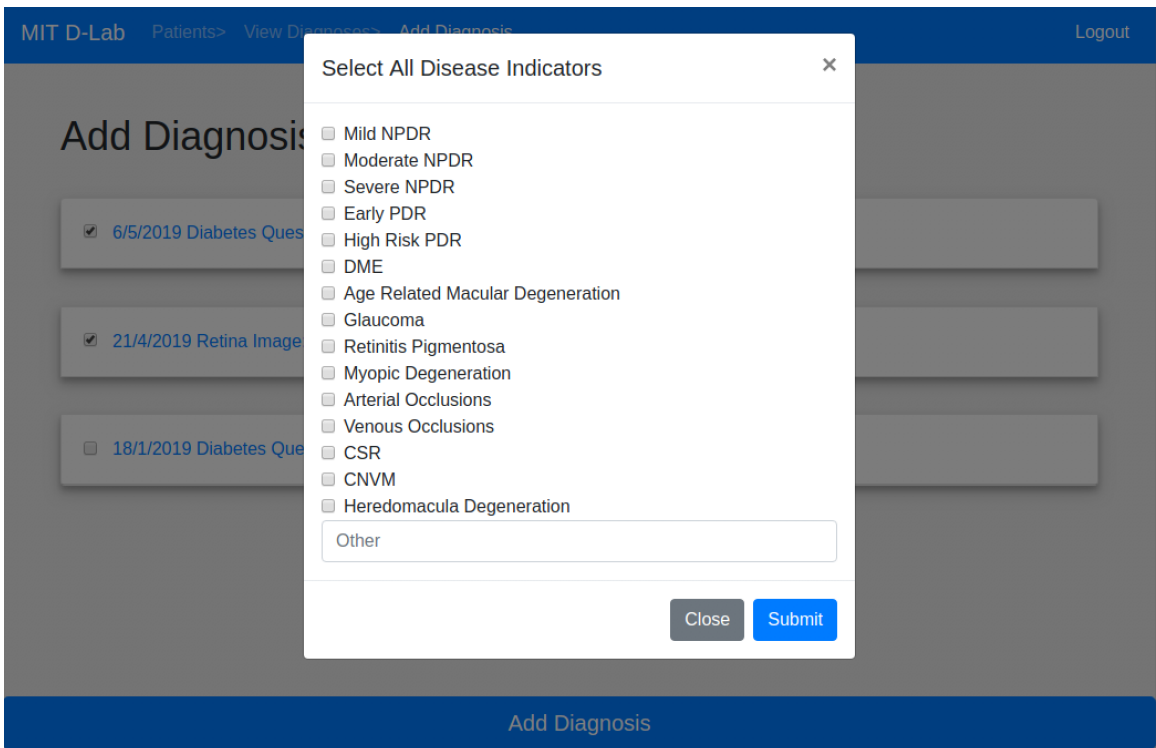 MIT D-Lab Patients> View Diagnoses> Add Diagnosis Logout
Select All Disease Indicators ×
Add Diagnosis
Mild NPDR
Moderate NPDR
Severe NPDR
Early PDR
High Risk PDR
DME
Age Related Macular Degeneration
Glaucoma
Retinitis Pigmentosa
Myopic Degeneration
Arterial Occlusions
Venous Occlusions
CSR
CNVM
Heredomacula Degeneration
Other
Close Submit
6/5/2019 Diabetes Ques
21/4/2019 Retina Image
18/1/2019 Diabetes Que
Add Diagnosis